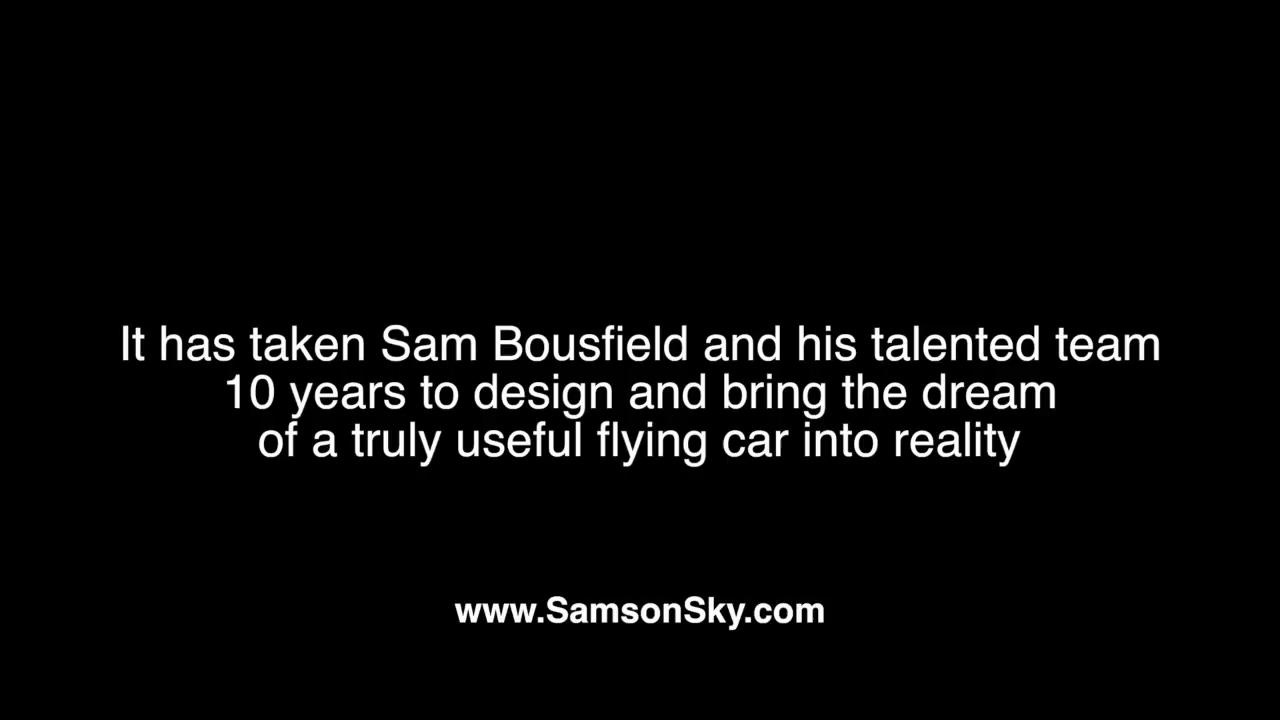 It has taken Sam Bousfield and his talented team
10 years to design and bring the dream
of a truly useful flying car into reality
www.SamsonSky.com